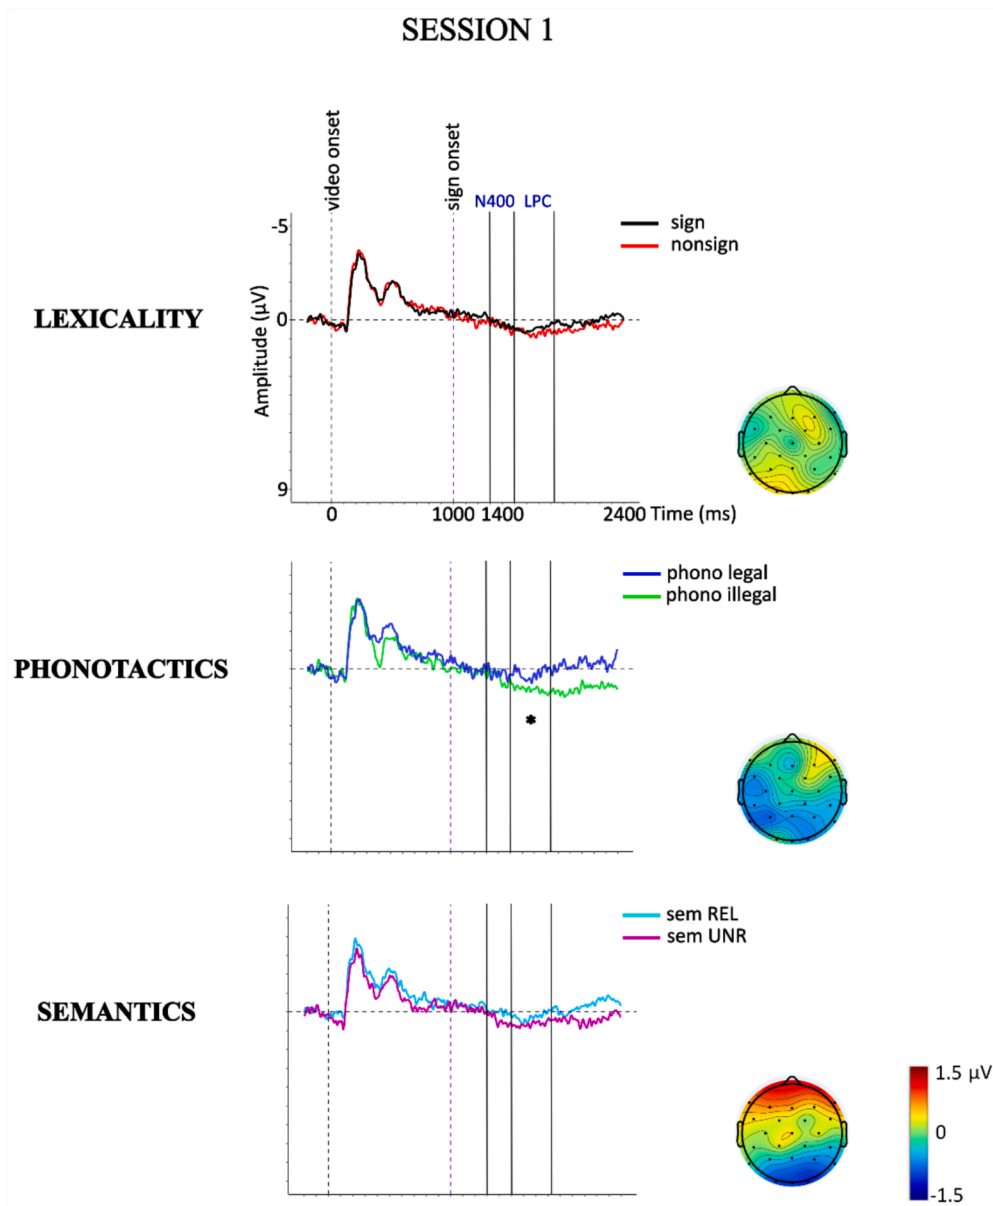 SESSION 1
video onset
sign onset
N400 LPC
-5
sign
nonsign
LEXICALITY
Amplitude (µV)
0
9
0 1000 1400 2400 Time (ms)
phono legal
phono illegal
PHONOTACTICS
*
sem REL
sem UNR
SEMANTICS
1.5 µV
0
-1.5